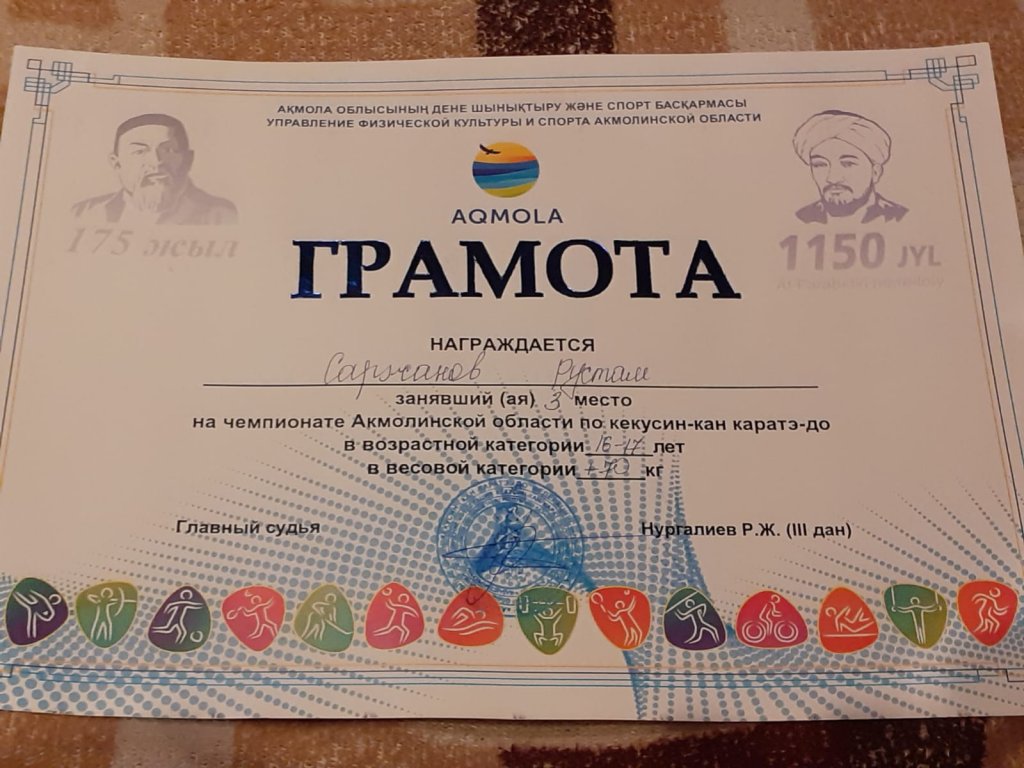 АКМОЛА ОБЛЫСЫНЫҢ ДЕНЕ ШЫНЫҚТЫРУ ЖӘНЕ СПОРТ БАСҚАРМАСЫ
УПРАВЛЕНИЕ ФИЗИЧЕСКОЙ КУЛЬТУРЫ И СПОРТА АКМОЛИНСКОЙ ОБЛАСТИ
175 жыл
AQMOLA
1150 JYL
ГРАМОТА
НАГРАЖДАЕТСЯ
Рустам
занявший (ая) 3 место
на чемпионате Акмолинской области по кекусин-кан каратэ-до
в возрастной категории 16-17 лет
в весовой категории +70 кг
Главный судья Нургалиев Р.Ж. (III дан)